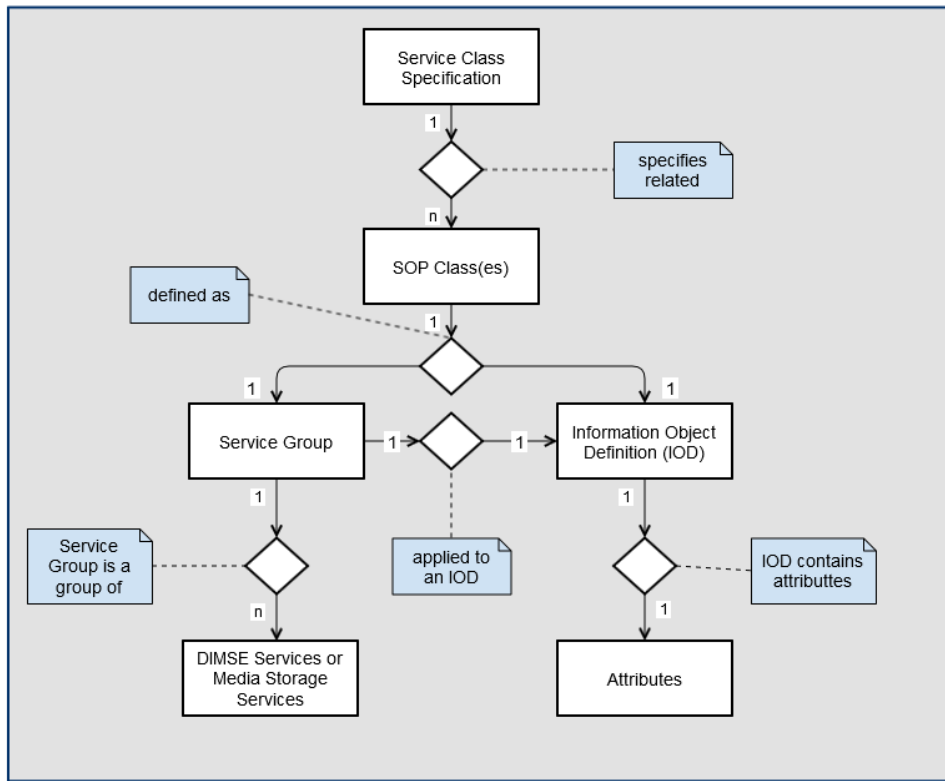 Service Class
Specification
1
specifies
related
n
SOP Class(es)
defined as
1
1
1
Service Group
1
1
Information Object
Definition (IOD)
1
1
Service
Group is a
group of
applied to
an IOD
IOD contains
attributtes
n
1
DIMSE Services or
Media Storage
Services
Attributes